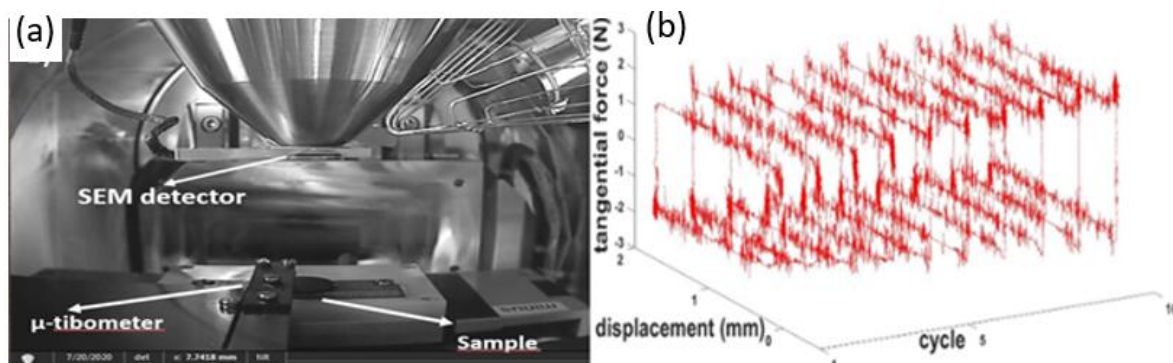 (a)
SEM detector
μ-tibometer
Sample
7/20/2020 det x: 7.7418 mm tilt
(b)
tangential force (N)
3
2
1
0
-1
-2
-3
2
1
0
displacement (mm)
cycle
5
10